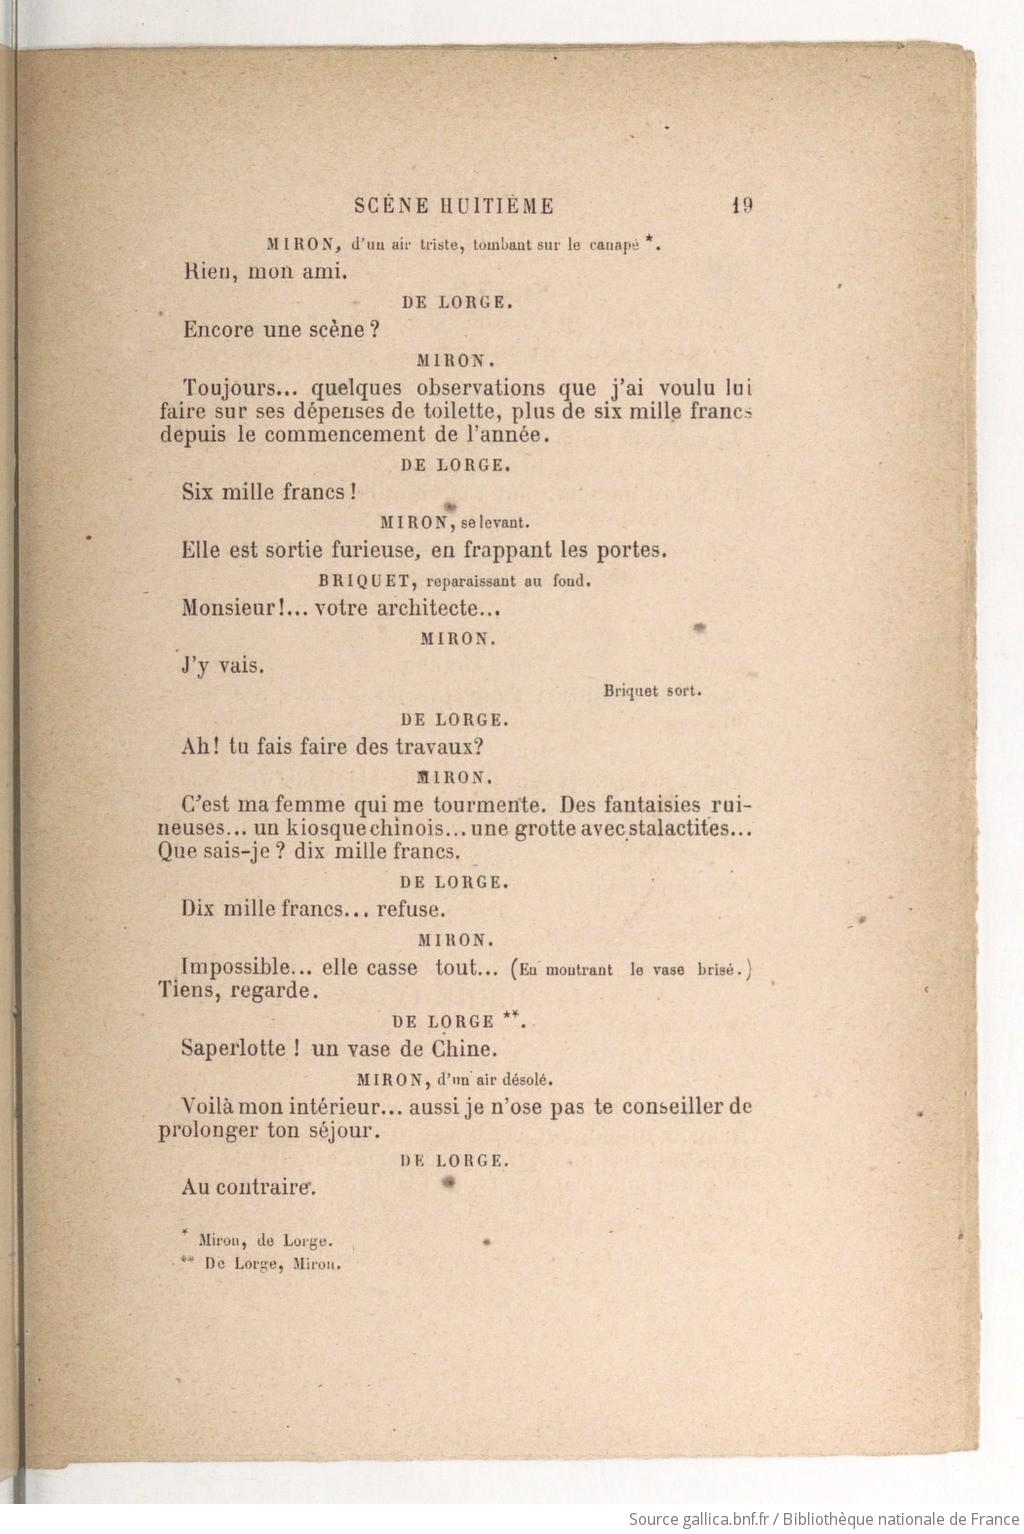 SCÈNE HUITIÈME 19
MIRON, d'un air triste, tombant sur le canapé *.
Rien, mon ami.
DE LORGE.
Encore une scène ?
MIRON.
Toujours... quelques observations que j'ai voulu lui
faire sur ses dépenses de toilette, plus de six mille francs
depuis le commencement de l'année.
DE LORGE.
Six mille francs !
MIRON, se levant.
Elle est sortie furieuse, en frappant les portes.
BRIQUET, reparaissant au fond.
Monsieur!... votre architecte...
MIRON.
J'y vais.
Briquet sort.
DE LORGE.
Ah! tu fais faire des travaux?
MIRON.
C'est ma femme qui me tourmente. Des fantaisies rui-
neuses... un kiosque chinois... une grotte avec stalactites...
Que sais-je ? dix mille francs.
DE LORGE.
Dix mille francs... refuse.
MIRON.
Impossible... elle casse tout... (En montrant le vase brisé.)
Tiens, regarde.
DE LORGE **.
Saperlotte ! un vase de Chine.
MIRON, d'un air désolé.
Voilà mon intérieur... aussi je n'ose pas te conseiller de
prolonger ton séjour.
DE LORGE.
Au contraire.
* Miron, de Lorge.
** De Lorge, Miron.
Source gallica.bnf.fr / Bibliothèque nationale de France